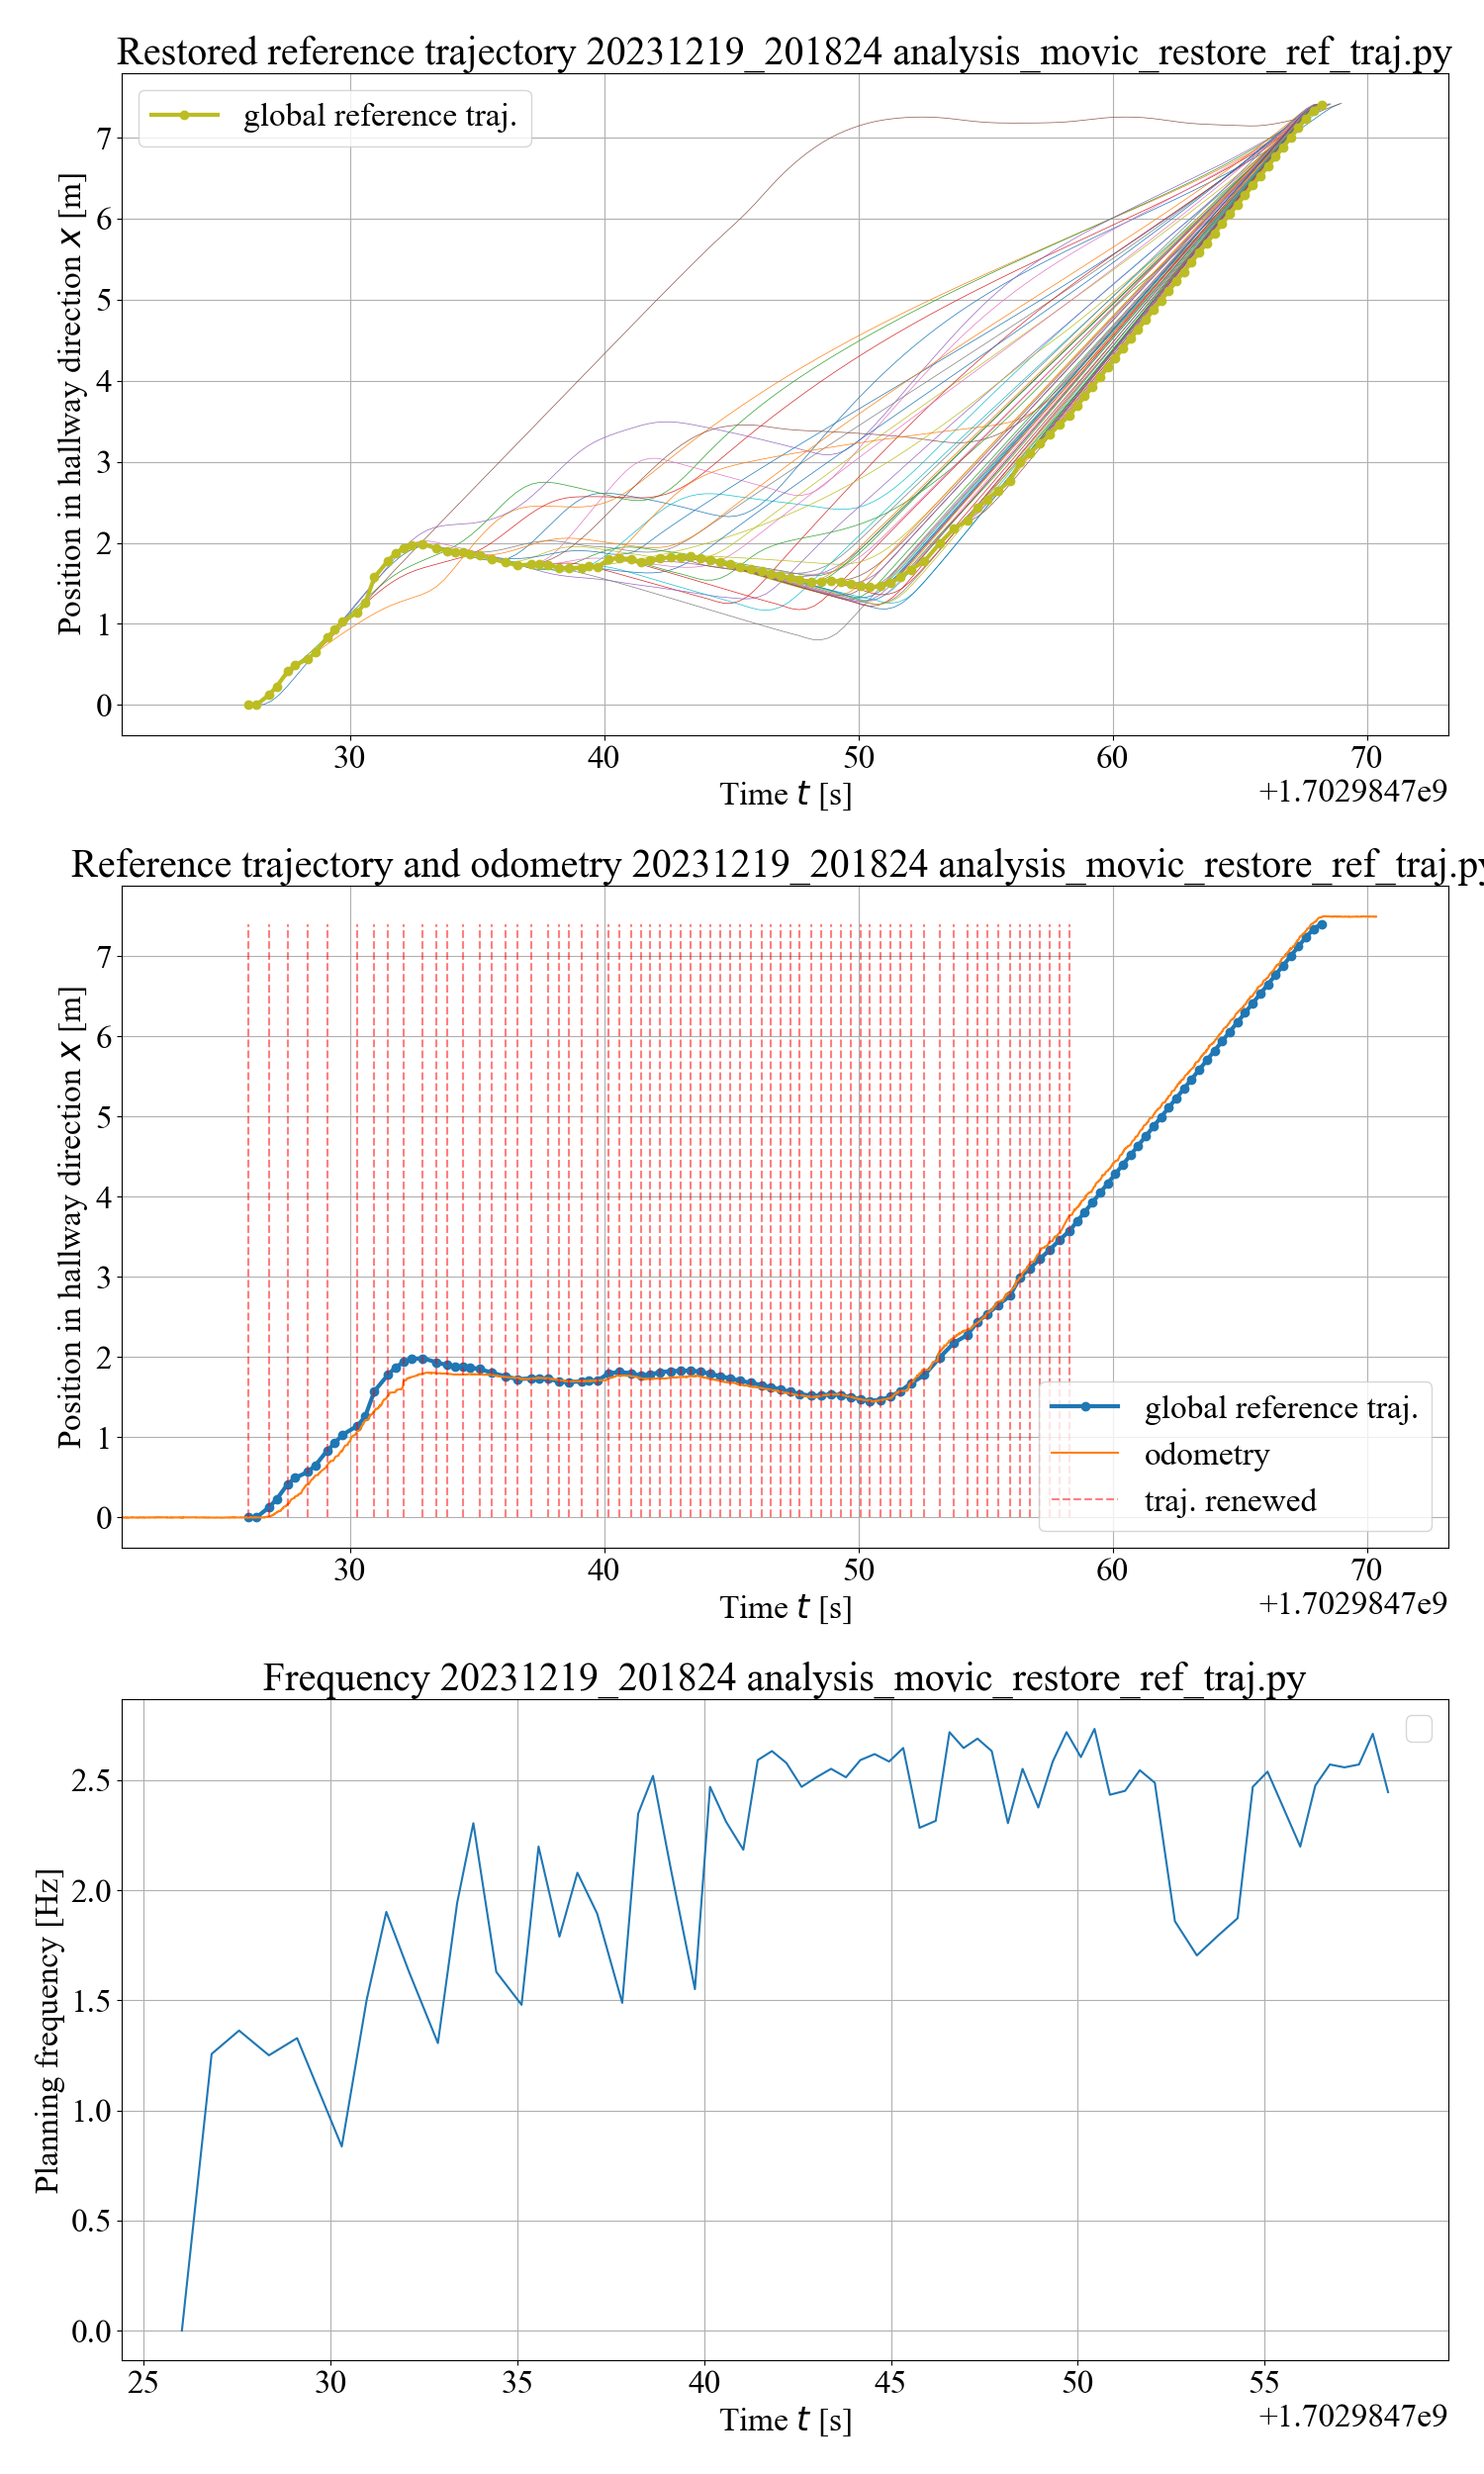 Restored reference trajectory 20231219_201824 analysis_movic_restore_ref_traj.py
global reference traj.
Position in hallway direction x [m]
7
6
5
4
3
2
1
0
30 40 50 60 70
Time t [s]
+1.7029847e9
Reference trajectory and odometry 20231219_201824 analysis_movic_restore_ref_traj.py
Position in hallway direction x [m]
7
6
5
4
3
2
1
0
global reference traj.
odometry
traj. renewed
30 40 50 60 70
Time t [s]
+1.7029847e9
Frequency 20231219_201824 analysis_movic_restore_ref_traj.py
Planning frequency [Hz]
2.5
2.0
1.5
1.0
0.5
0.0
25 30 35 40 45 50 55
Time t [s]
+1.7029847e9